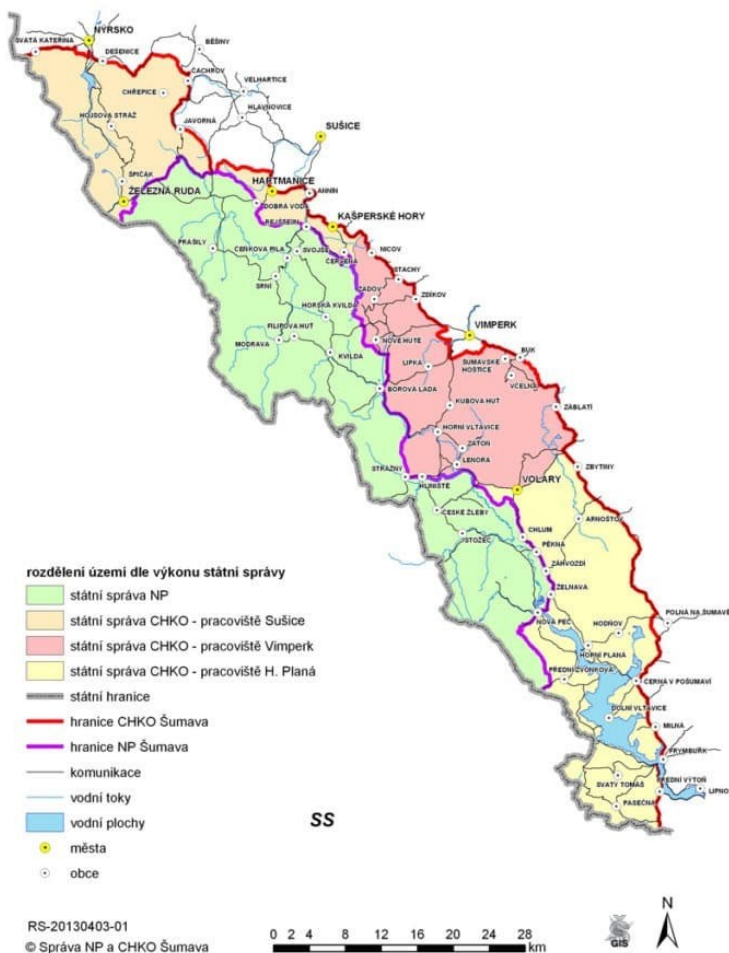 NÝRSKO
SVATÁ KATEŘINA
DEŠENICE
BĚŠINY
ČACHROV
VELHARTICE
CHŘEPICE
HLAVŇOVICE
HOJSOVA STRÁŽ
JAVORNÁ
SUŠICE
ŠPIČÁK
HARTMANICE
ANNÍN
ŽELEZNÁ RUDA
DOBRÁ VODA
REJŠTEJN
KAŠPERSKÉ HORY
PRÁŠILY
ČEŇKOVA PILA
SVOJŠE
ČERVENÁ
NICOV
SRNÍ
STACHY
ZADOV
ZDÍKOV
HORSKÁ KVILDA
FILIPOVA HUŤ
VIMPERK
MODRAVA
NOVÉ HUTĚ
BUK
KVILDA
LIPKA
ŠUMAVSKÉ
HOŠTICE
VČELNÁ
BOROVÁ LADA
KUBOVA HUŤ
ZÁBLATÍ
HORNÍ VLTAVICE
ZÁTOŇ
LENORA
ZBYTINY
STRÁŽNÝ
HLINIŠTĚ
VOLARY
ČESKÉ ŽLEBY
ARNOŠTOV
STOŽEC
CHLUM
PĚKNÁ
ZÁHVOZDÍ
ŽELNAVA
NOVÁ PEC
HODŇOV
POLNÁ NA ŠUMAVĚ
HORNÍ PLANÁ
PŘEDNÍ ZVONKOVÁ
ČERNÁ V POŠUMAVÍ
DOLNÍ VLTAVICE
MILNÁ
FRYMBURK
SVATÝ TOMÁŠ
PŘEDNÍ VÝTOŇ
LIPNO
PASEČNÁ
rozdělení území dle výkonu státní správy
státní správa NP
státní správa CHKO - pracoviště Sušice
státní správa CHKO - pracoviště Vimperk
státní správa CHKO - pracoviště H. Planá
státní hranice
hranice CHKO Šumava
hranice NP Šumava
komunikace
vodní toky
vodní plochy
města
obce
SS
RS-20130403-01
© Správa NP a CHKO Šumava
0 2 4 8 12 16 20 24 28
km
GIS
N